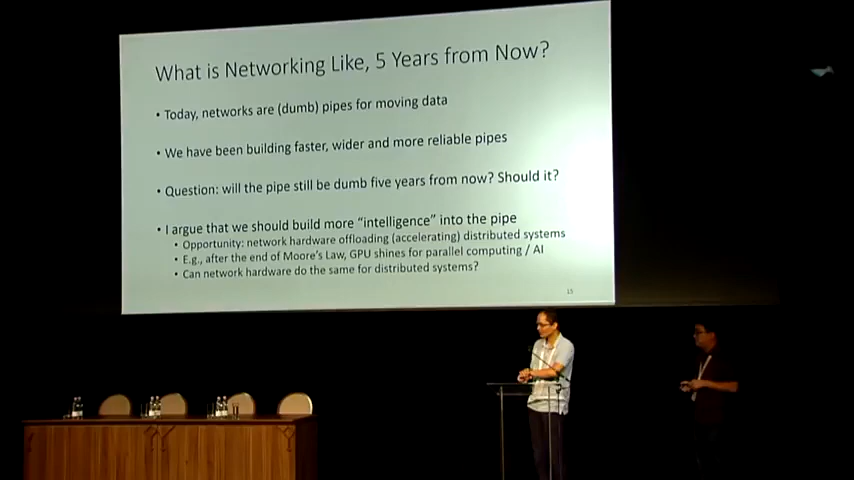 What is Networking Like, 5 Years from Now?
• Today, networks are (dumb) pipes for moving data
• We have been building faster, wider and more reliable pipes
• Question: will the pipe still be dumb five years from now? Should it?
• I argue that we should build more “intelligence” into the pipe
• Opportunity: network hardware offloading (accelerating) distributed systems
• E.g., after the end of Moore’s Law, GPU shines for parallel computing / AI
• Can network hardware do the same for distributed systems?
15